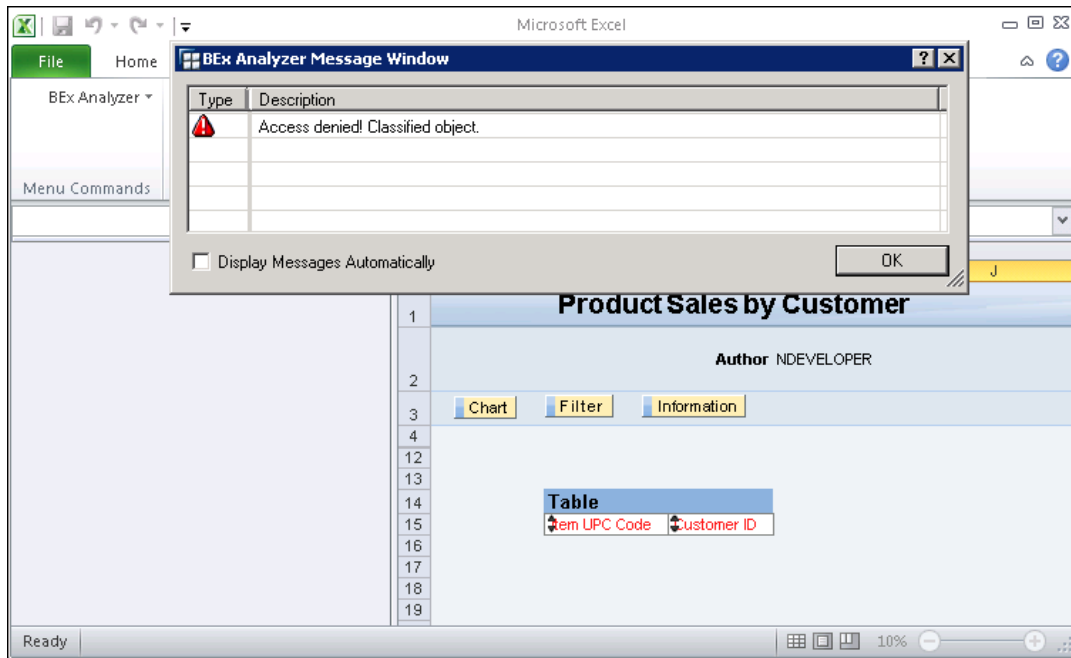 Microsoft Excel
File Home
BEx Analyzer
Menu Commands
BEx Analyzer Message Window
Type Description
Access denied! Classified object.
Display Messages Automatically
OK
J
1 Product Sales by Customer
2 Author NDEVELOPER
3 Chart Filter Information
4
12
13
14 Table
15 Item UPC Code Customer ID
16
17
18
19
Ready 10%